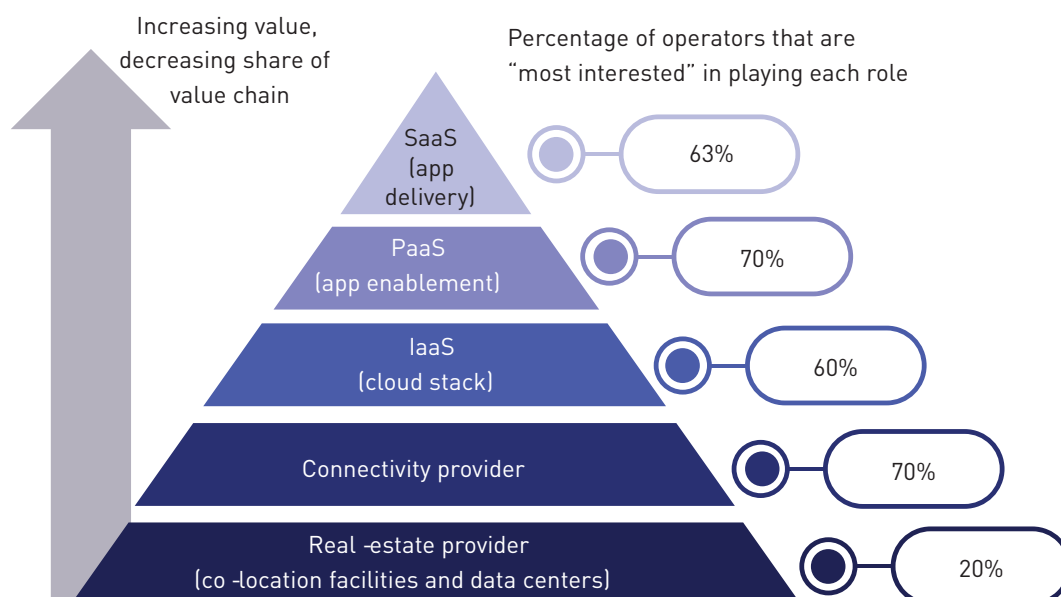 Increasing value,
decreasing share of
value chain
Percentage of operators that are
“most interested” in playing each role
SaaS
(app
delivery)
63%
PaaS
(app enablement)
70%
IaaS
(cloud stack)
60%
Connectivity provider
70%
Real -estate provider
(co -location facilities and data centers)
20%